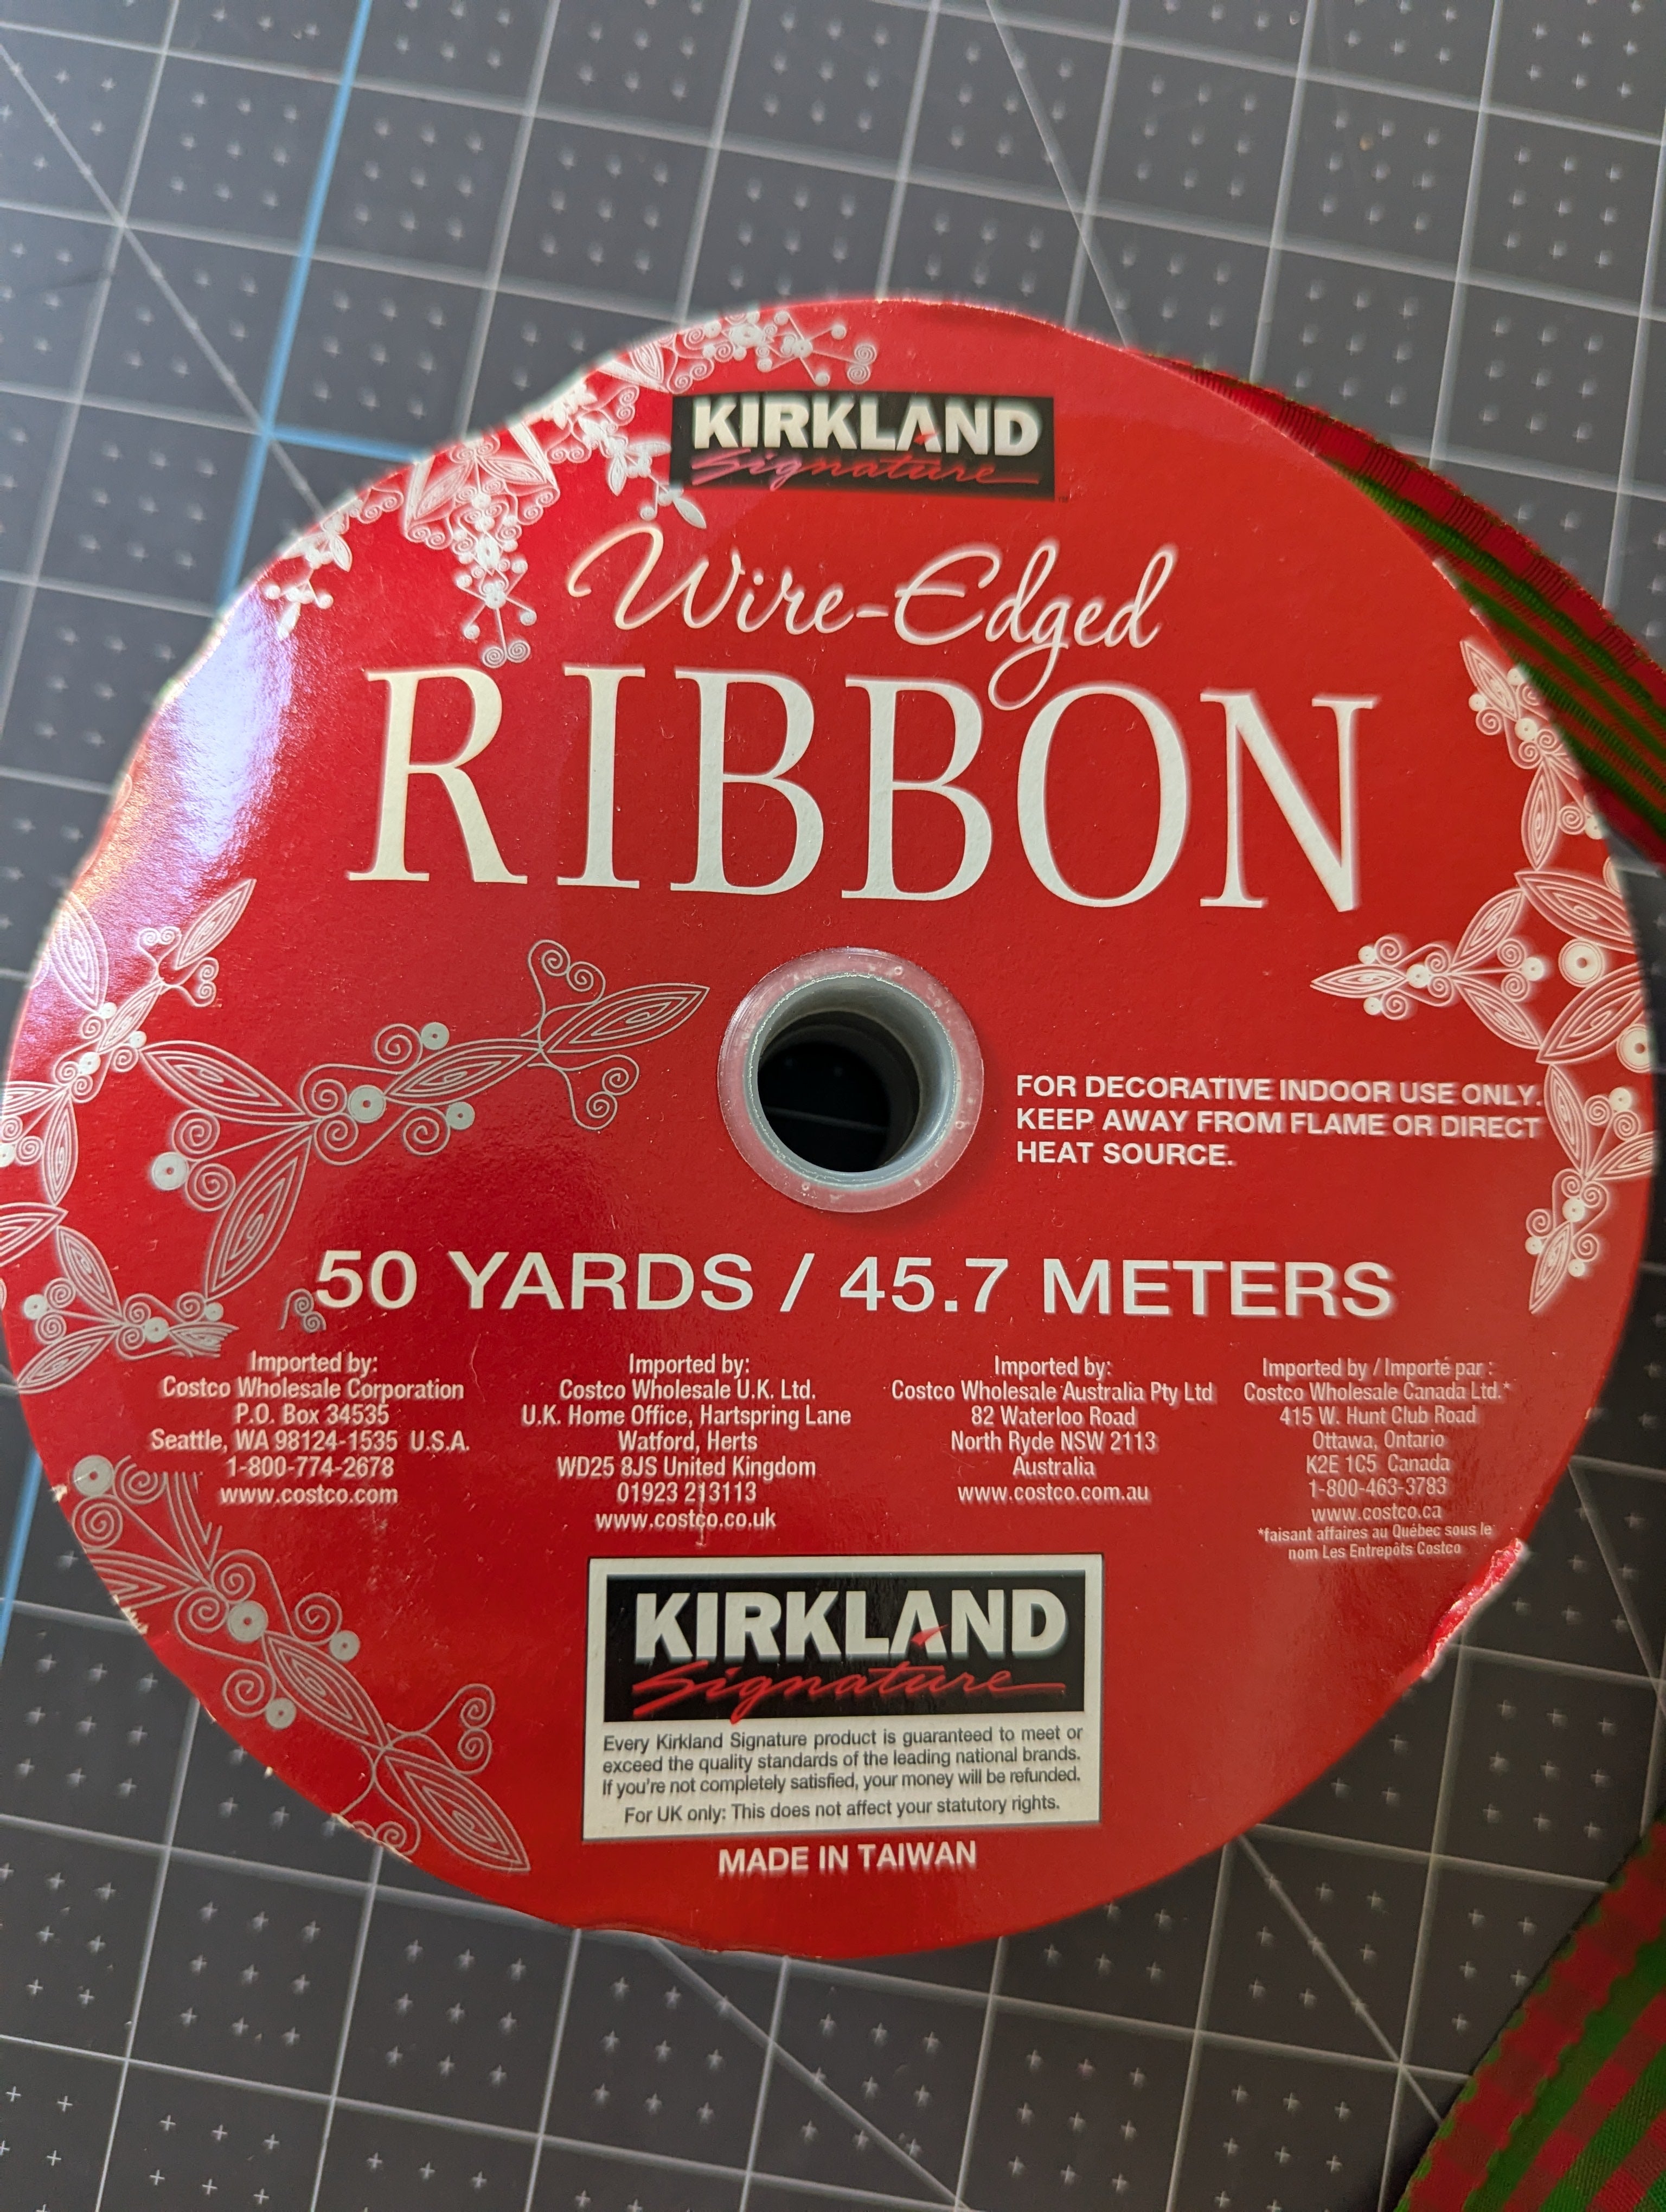 KIRKLAND
Signature™
Wire-Edged
RIBBON
FOR DECORATIVE INDOOR USE ONLY.
KEEP AWAY FROM FLAME OR DIRECT
HEAT SOURCE.
50 YARDS / 45.7 METERS
Imported by:
Costco Wholesale Corporation
P.O. Box 34535
Seattle, WA 98124-1535 U.S.A.
1-800-774-2678
www.costco.com
Imported by:
Costco Wholesale U.K. Ltd.
U.K. Home Office, Hartspring Lane
Watford, Herts
WD25 8JS United Kingdom
01923 213113
www.costco.co.uk
Imported by:
Costco Wholesale Australia Pty Ltd
82 Waterloo Road
North Ryde NSW 2113
Australia
www.costco.com.au
Imported by / Importé par :
Costco Wholesale Canada Ltd.*
415 W. Hunt Club Road
Ottawa, Ontario
K2E 1C5 Canada
1-800-463-3783
www.costco.ca
*faisant affaires au Québec sous le
nom Les Entrepôts Costco
KIRKLAND
Signature
Every Kirkland Signature product is guaranteed to meet or
exceed the quality standards of the leading national brands.
If you're not completely satisfied, your money will be refunded.
For UK only: This does not affect your statutory rights.
MADE IN TAIWAN